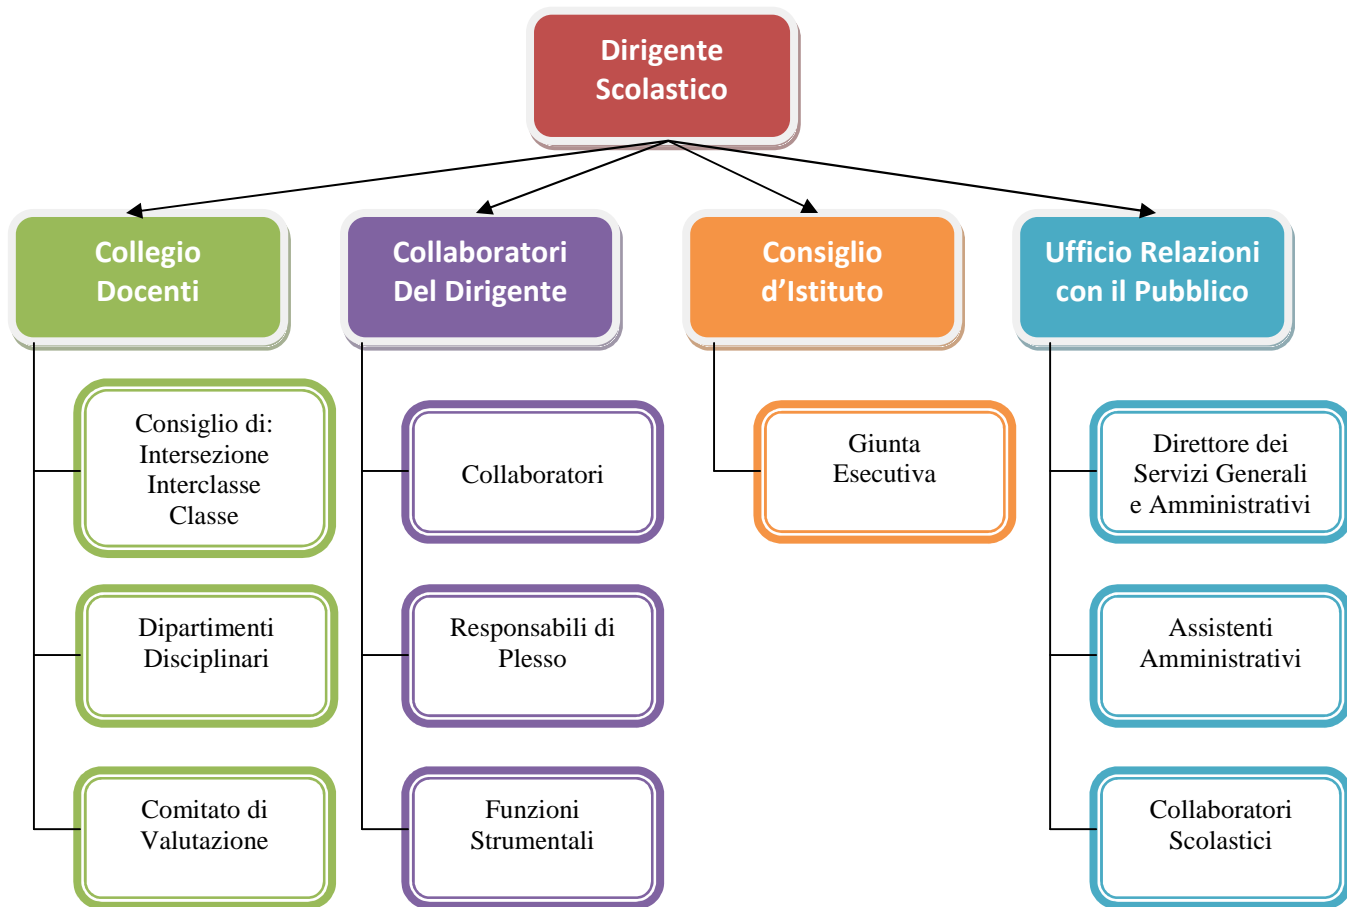 Dirigente
Scolastico
Collegio
Docenti
Collaboratori
Del Dirigente
Consiglio
d’Istituto
Ufficio Relazioni
con il Pubblico
Consiglio di:
Intersezione
Interclasse
Classe
Collaboratori
Giunta
Esecutiva
Direttore dei
Servizi Generali
e Amministrativi
Dipartimenti
Disciplinari
Responsabili di
Plesso
Assistenti
Amministrativi
Comitato di
Valutazione
Funzioni
Strumentali
Collaboratori
Scolastici